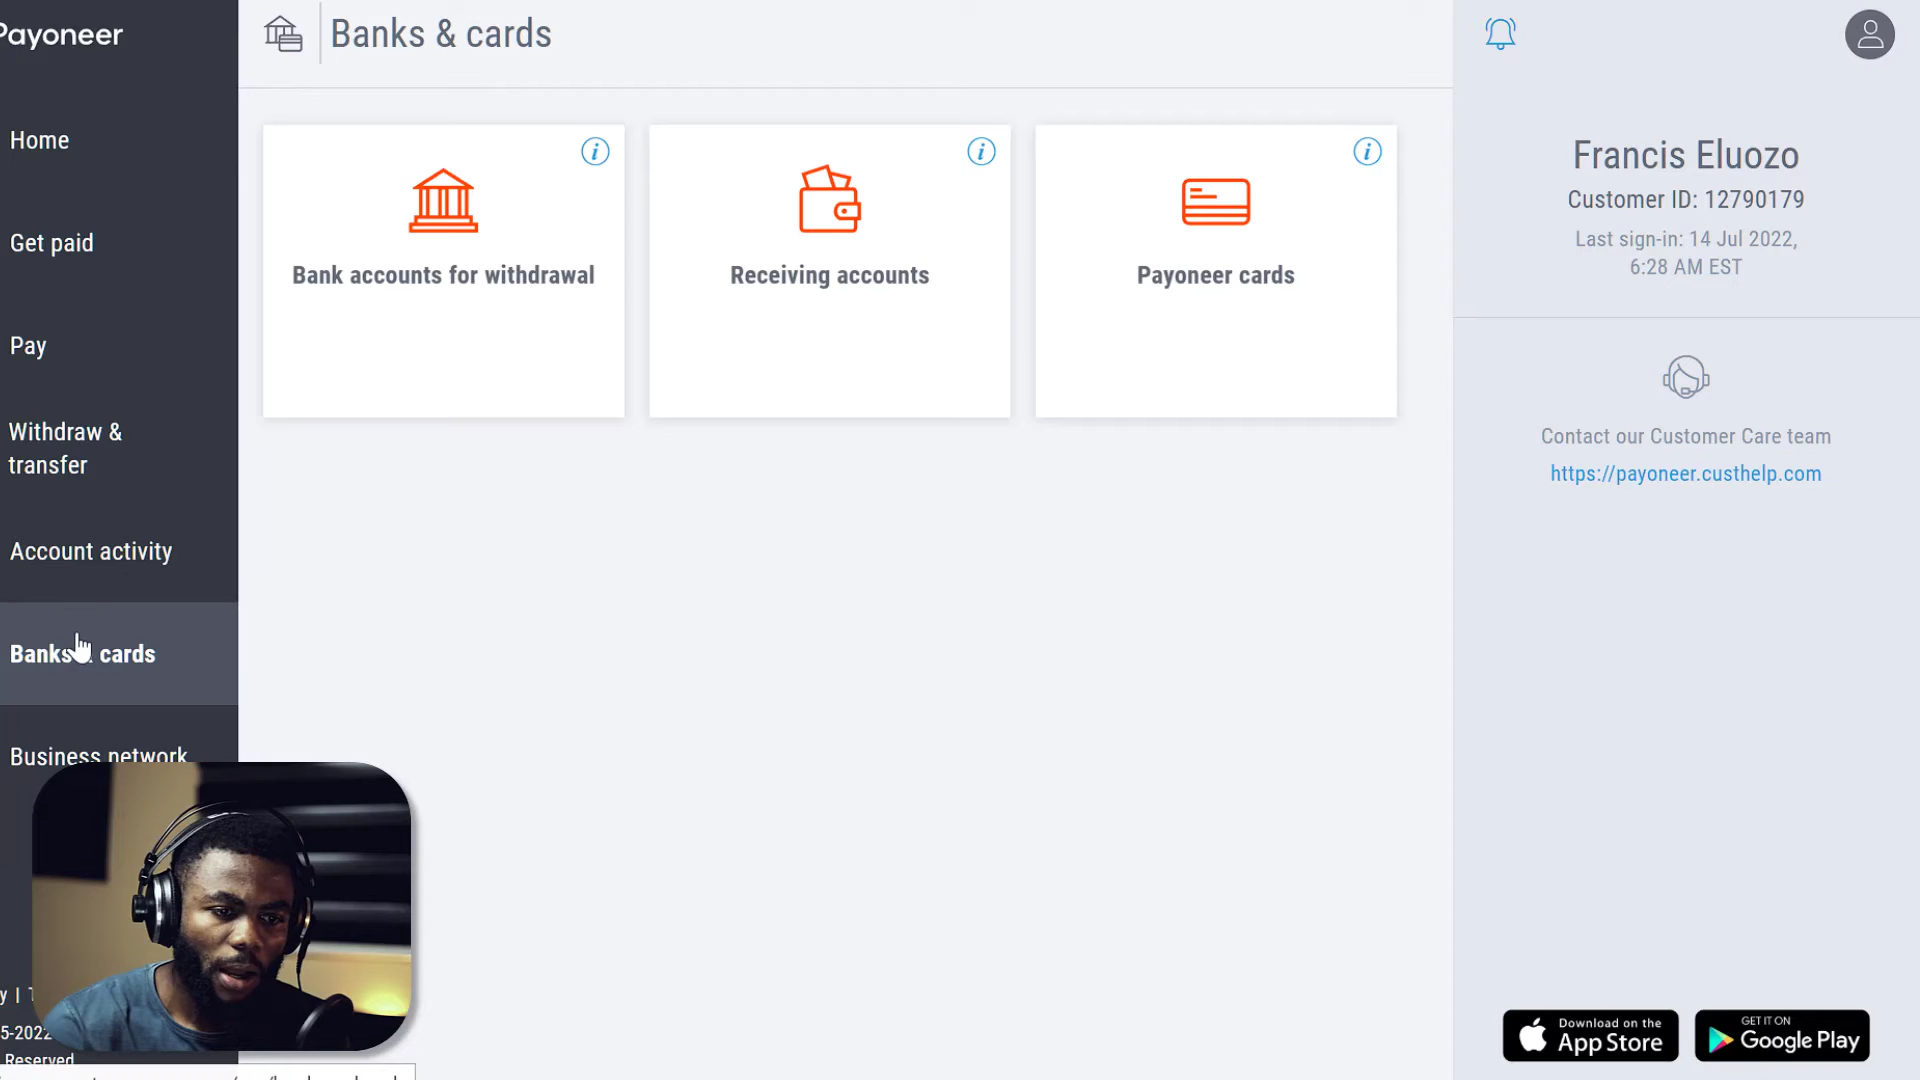 Payoneer
Home
Get paid
Pay
Withdraw &
transfer
Account activity
Banks cards
Business network
y |
5-2022
Reserved
Banks & cards
Bank accounts for withdrawal
Receiving accounts
Payoneer cards
Francis Eluozo
Customer ID: 12790179
Last sign-in: 14 Jul 2022,
6:28 AM EST
Contact our Customer Care team
https://payoneer.custhelp.com
Download on the
App Store
GET IT ON
Google Play